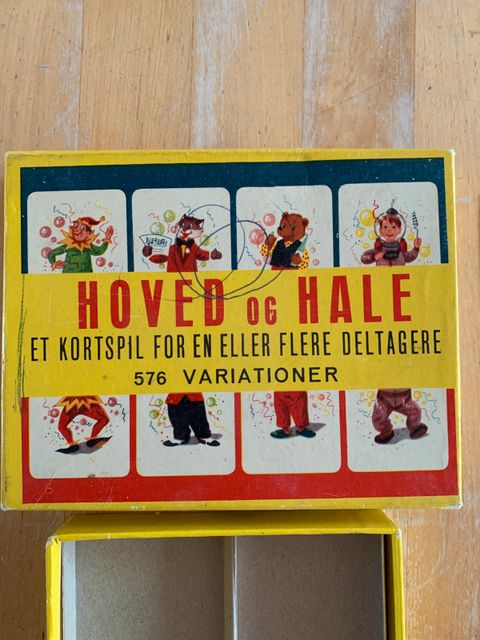 HOVED OG HALE
ET KORTSPIL FOR EN ELLER FLERE DELTAGERE
576 VARIATIONER